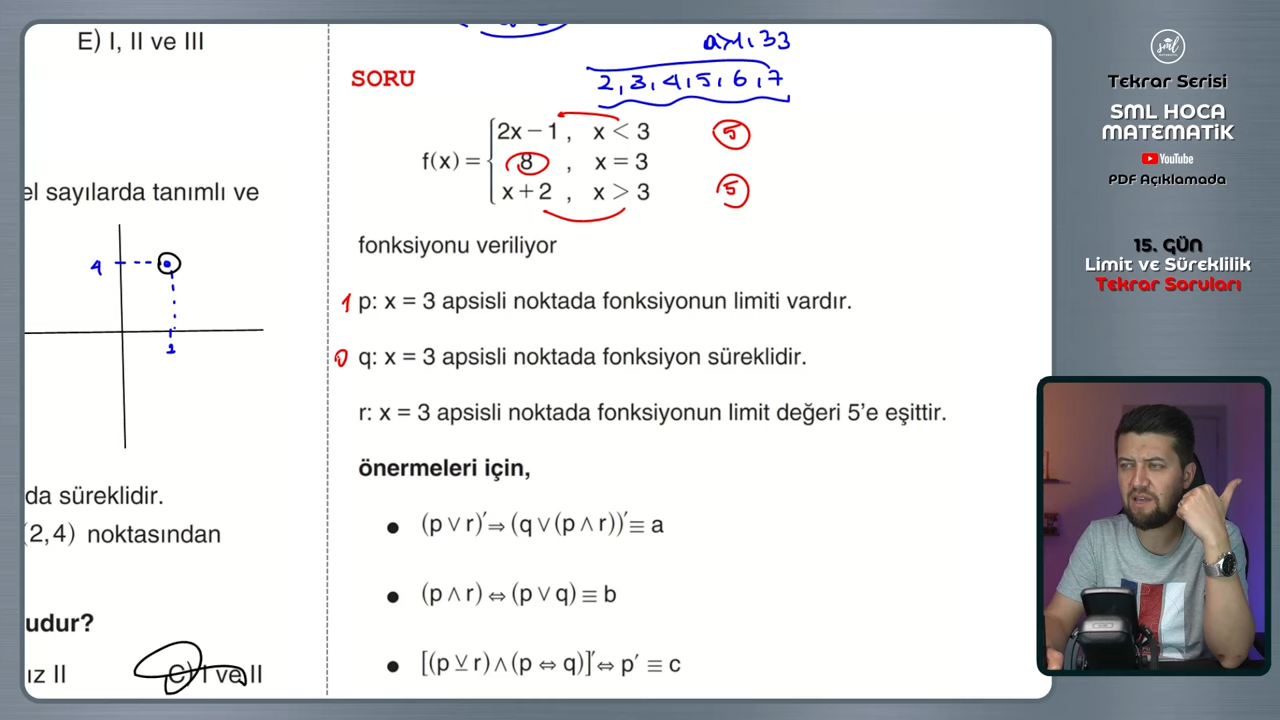 E) I, II ve III
el sayılarda tanımlı ve
4
2
da süreklidir.
(2,4) noktasından
udur?
ız II
C) I ve II
a>1,33
2,3,4,5,6,7
SORU
f(x) =
2x − 1 , x < 3
8 , x = 3
x + 2 , x > 3
5
5
fonksiyonu veriliyor
1 p: x = 3 apsisli noktada fonksiyonun limiti vardır.
0 q: x = 3 apsisli noktada fonksiyon süreklidir.
r: x = 3 apsisli noktada fonksiyonun limit değeri 5'e eşittir.
önermeleri için,
• (p ∨ r)′ ⇒ (q ∨ (p ∧ r))′ ≡ a
• (p ∧ r) ⇔ (p ∨ q) ≡ b
• [(p ⊻ r) ∧ (p ⇔ q)]′ ⇔ p′ ≡ c
sml
Tekrar Serisi
SML HOCA
MATEMATİK
YouTube
PDF Açıklamada
15. GÜN
Limit ve Süreklilik
Tekrar Soruları